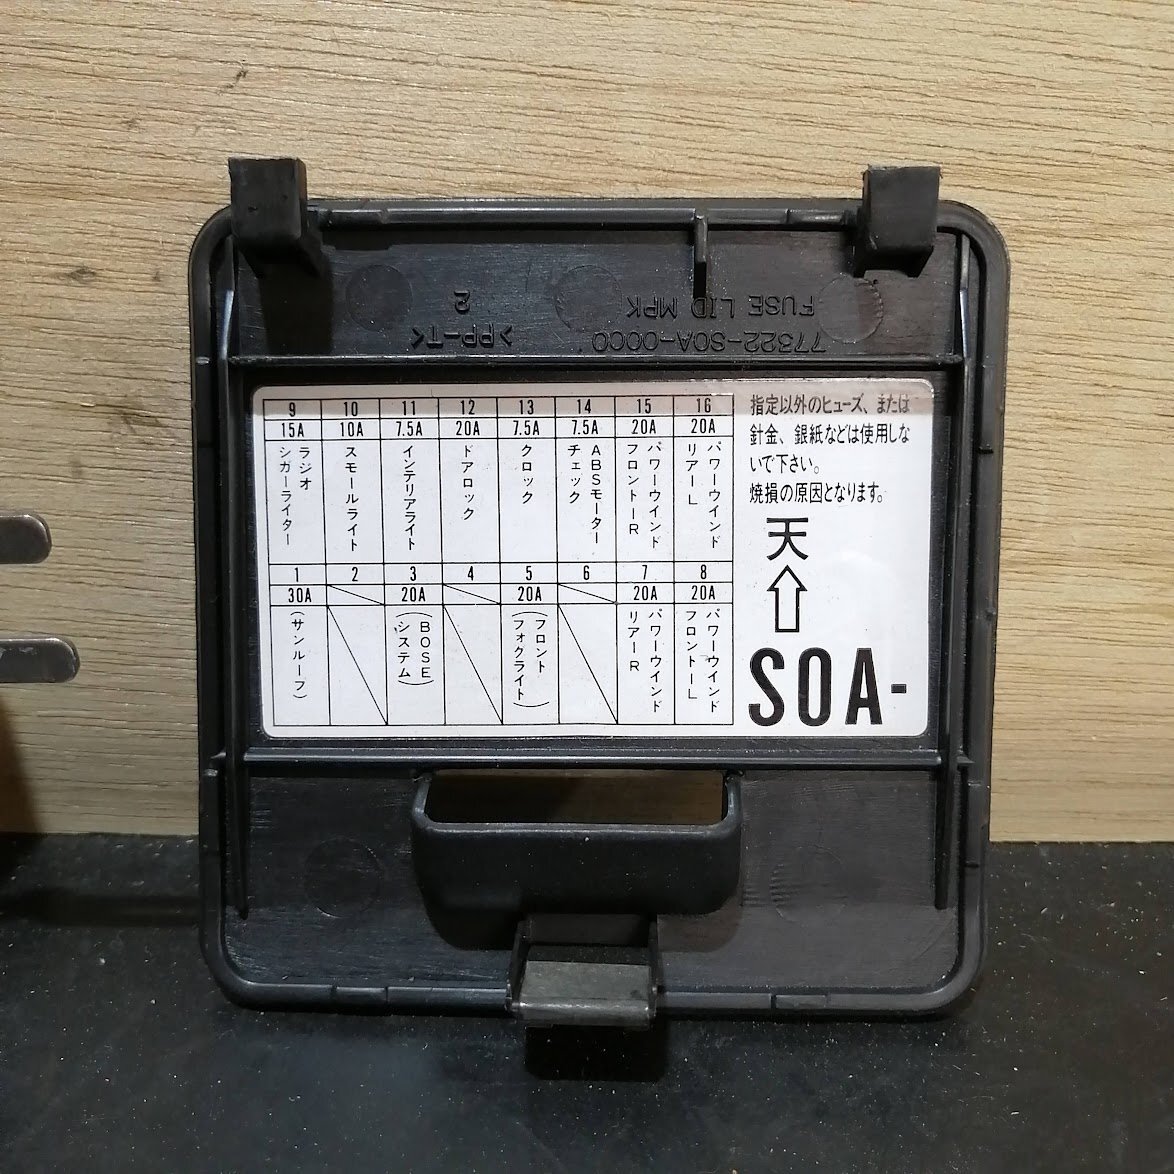 FUSE LID MPK
2
77322-S0A-0000
>PP-T<
9 10 11 12 13 14 15 16
15A 10A 7.5A 20A 7.5A 7.5A 20A 20A
ラジオ
シガーライター
スモールライト
インテリアライト
ドアロック
クロック
ABSモーター
チェック
パワーウインド
フロントーR
パワーウインド
リアーL
1 2 3 4 5 6 7 8
30A 20A 20A 20A 20A
(サンルーフ)
(BOSE
システム)
(フロント
フォグライト)
パワーウインド
リアーR
パワーウインド
フロントーL
指定以外のヒューズ、または
針金、銀紙などは使用しな
いで下さい。
焼損の原因となります。
天
SOA-